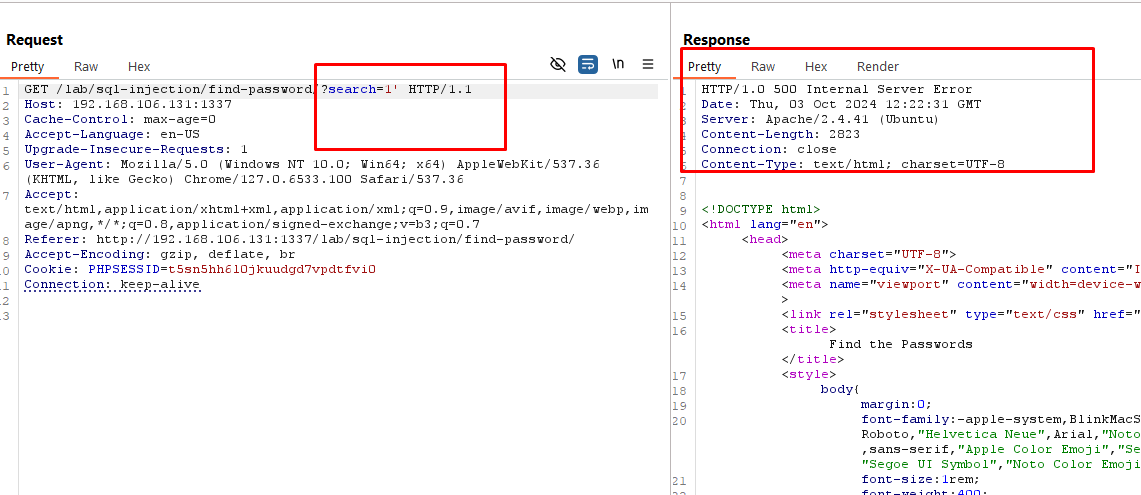 Request
Pretty Raw Hex
\n
1 GET /lab/sql-injection/find-password/?search=1' HTTP/1.1
2 Host: 192.168.106.131:1337
3 Cache-Control: max-age=0
4 Accept-Language: en-US
5 Upgrade-Insecure-Requests: 1
6 User-Agent: Mozilla/5.0 (Windows NT 10.0; Win64; x64) AppleWebKit/537.36
(KHTML, like Gecko) Chrome/127.0.6533.100 Safari/537.36
7 Accept:
text/html,application/xhtml+xml,application/xml;q=0.9,image/avif,image/webp,im
age/apng,*/*;q=0.8,application/signed-exchange;v=b3;q=0.7
8 Referer: http://192.168.106.131:1337/lab/sql-injection/find-password/
9 Accept-Encoding: gzip, deflate, br
10 Cookie: PHPSESSID=t5sn5hh6l0jkuudgd7vpdtfvi0
11 Connection: keep-alive
12
13
Response
Pretty Raw Hex Render
1 HTTP/1.0 500 Internal Server Error
2 Date: Thu, 03 Oct 2024 12:22:31 GMT
3 Server: Apache/2.4.41 (Ubuntu)
4 Content-Length: 2823
5 Connection: close
6 Content-Type: text/html; charset=UTF-8
7
8
9 <!DOCTYPE html>
10 <html lang="en">
11 <head>
12 <meta charset="UTF-8">
13 <meta http-equiv="X-UA-Compatible" content="I
14 <meta name="viewport" content="width=device-w
>
15 <link rel="stylesheet" type="text/css" href="
16 <title>
Find the Passwords
</title>
17 <style>
18 body{
19 margin:0;
20 font-family:-apple-system,BlinkMacS
Roboto,"Helvetica Neue",Arial,"Noto
,sans-serif,"Apple Color Emoji","Se
"Segoe UI Symbol","Noto Color Emoji
21 font-size:1rem;
22 font-weight:400;